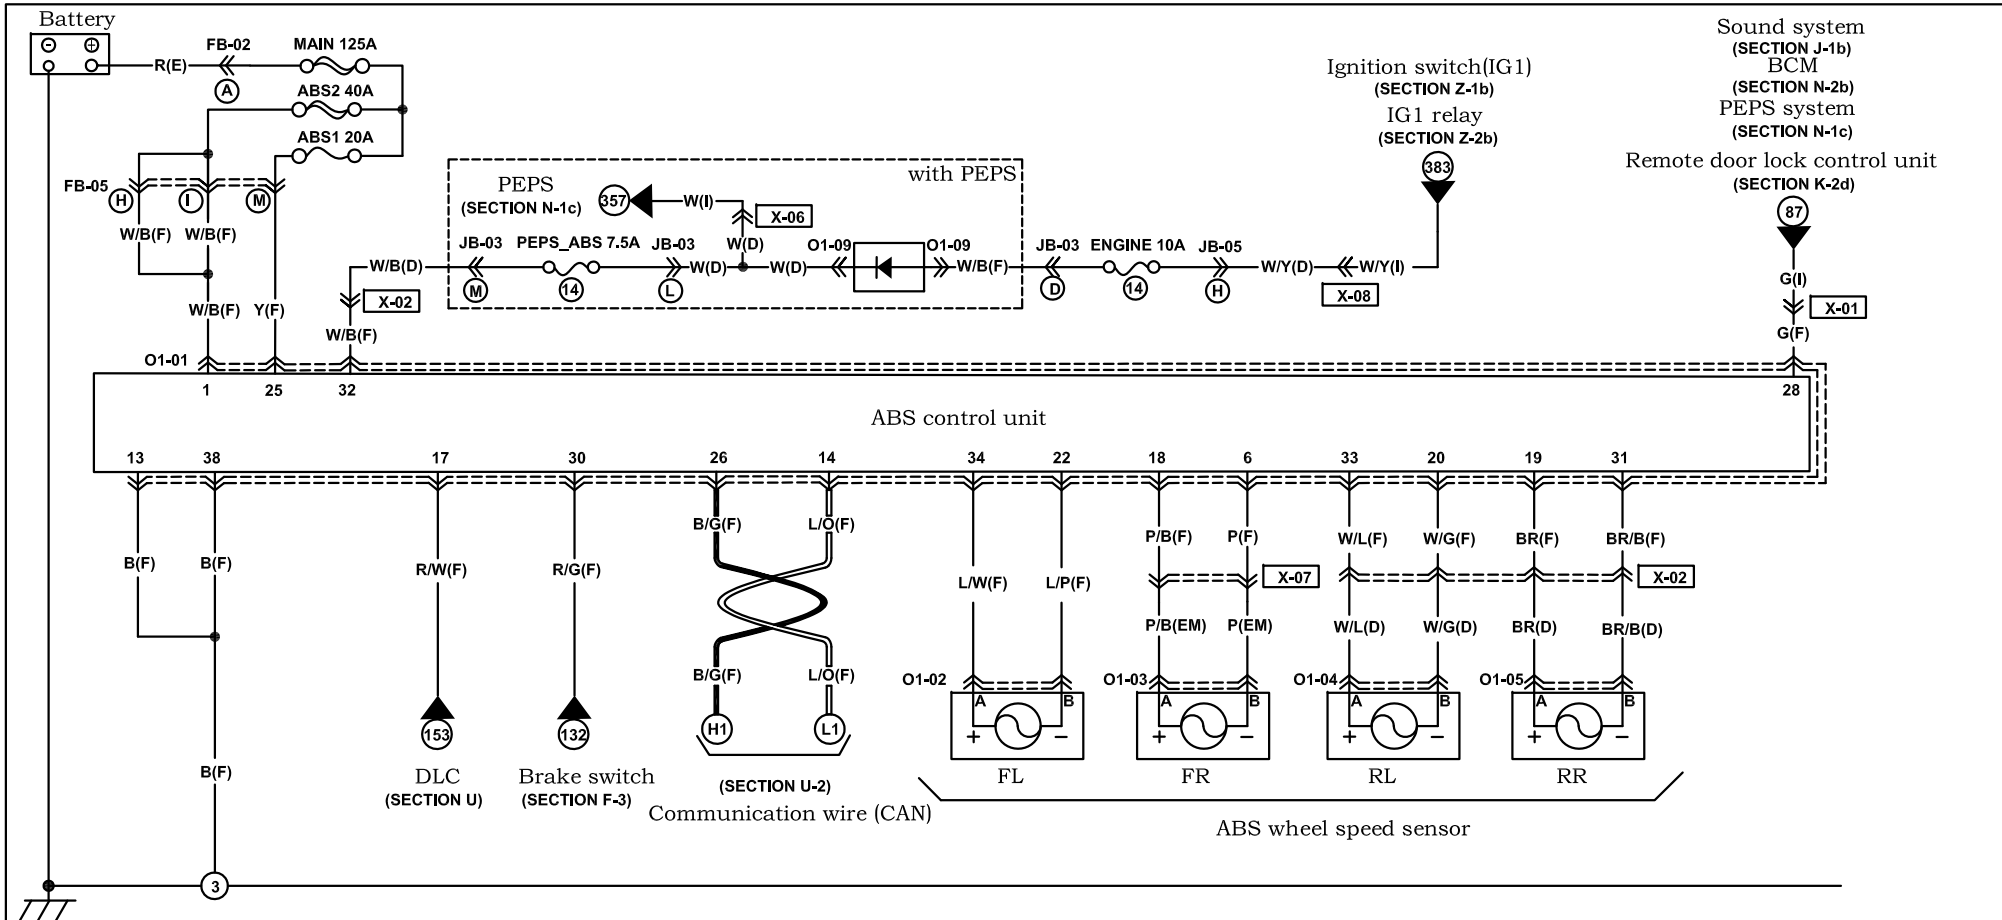 Battery
FB-02
MAIN 125A
R(E)
A
ABS2 40A
ABS1 20A
FB-05
H
I
M
W/B(F)
W/B(F)
W/B(F)
Y(F)
W/B(D)
X-02
W/B(F)
PEPS
(SECTION N-1c)
357
W(I)
X-06
with PEPS
JB-03
PEPS_ABS 7.5A
JB-03
W(D)
O1-09
O1-09
M
14
L
W(D)
W(D)
W/B(F)
JB-03
ENGINE 10A
JB-05
D
14
H
W/Y(D)
W/Y(I)
X-08
Ignition switch(IG1)
(SECTION Z-1b)
IG1 relay
(SECTION Z-2b)
383
Sound system
(SECTION J-1b)
BCM
(SECTION N-2b)
PEPS system
(SECTION N-1c)
Remote door lock control unit
(SECTION K-2d)
87
G(I)
X-01
G(F)
O1-01
1
25
32
28
ABS control unit
13
38
17
30
26
14
34
22
18
6
33
20
19
31
B(F)
B(F)
R/W(F)
R/G(F)
B/G(F)
L/O(F)
L/W(F)
L/P(F)
P/B(F)
P(F)
W/L(F)
W/G(F)
BR(F)
BR/B(F)
X-07
X-02
P/B(EM)
P(EM)
W/L(D)
W/G(D)
BR(D)
BR/B(D)
B/G(F)
L/O(F)
O1-02
A
B
O1-03
A
B
O1-04
A
B
O1-05
A
B
153
132
H1
L1
+
−
+
−
+
−
+
−
B(F)
DLC
(SECTION U)
Brake switch
(SECTION F-3)
(SECTION U-2)
Communication wire (CAN)
FL
FR
RL
RR
ABS wheel speed sensor
3